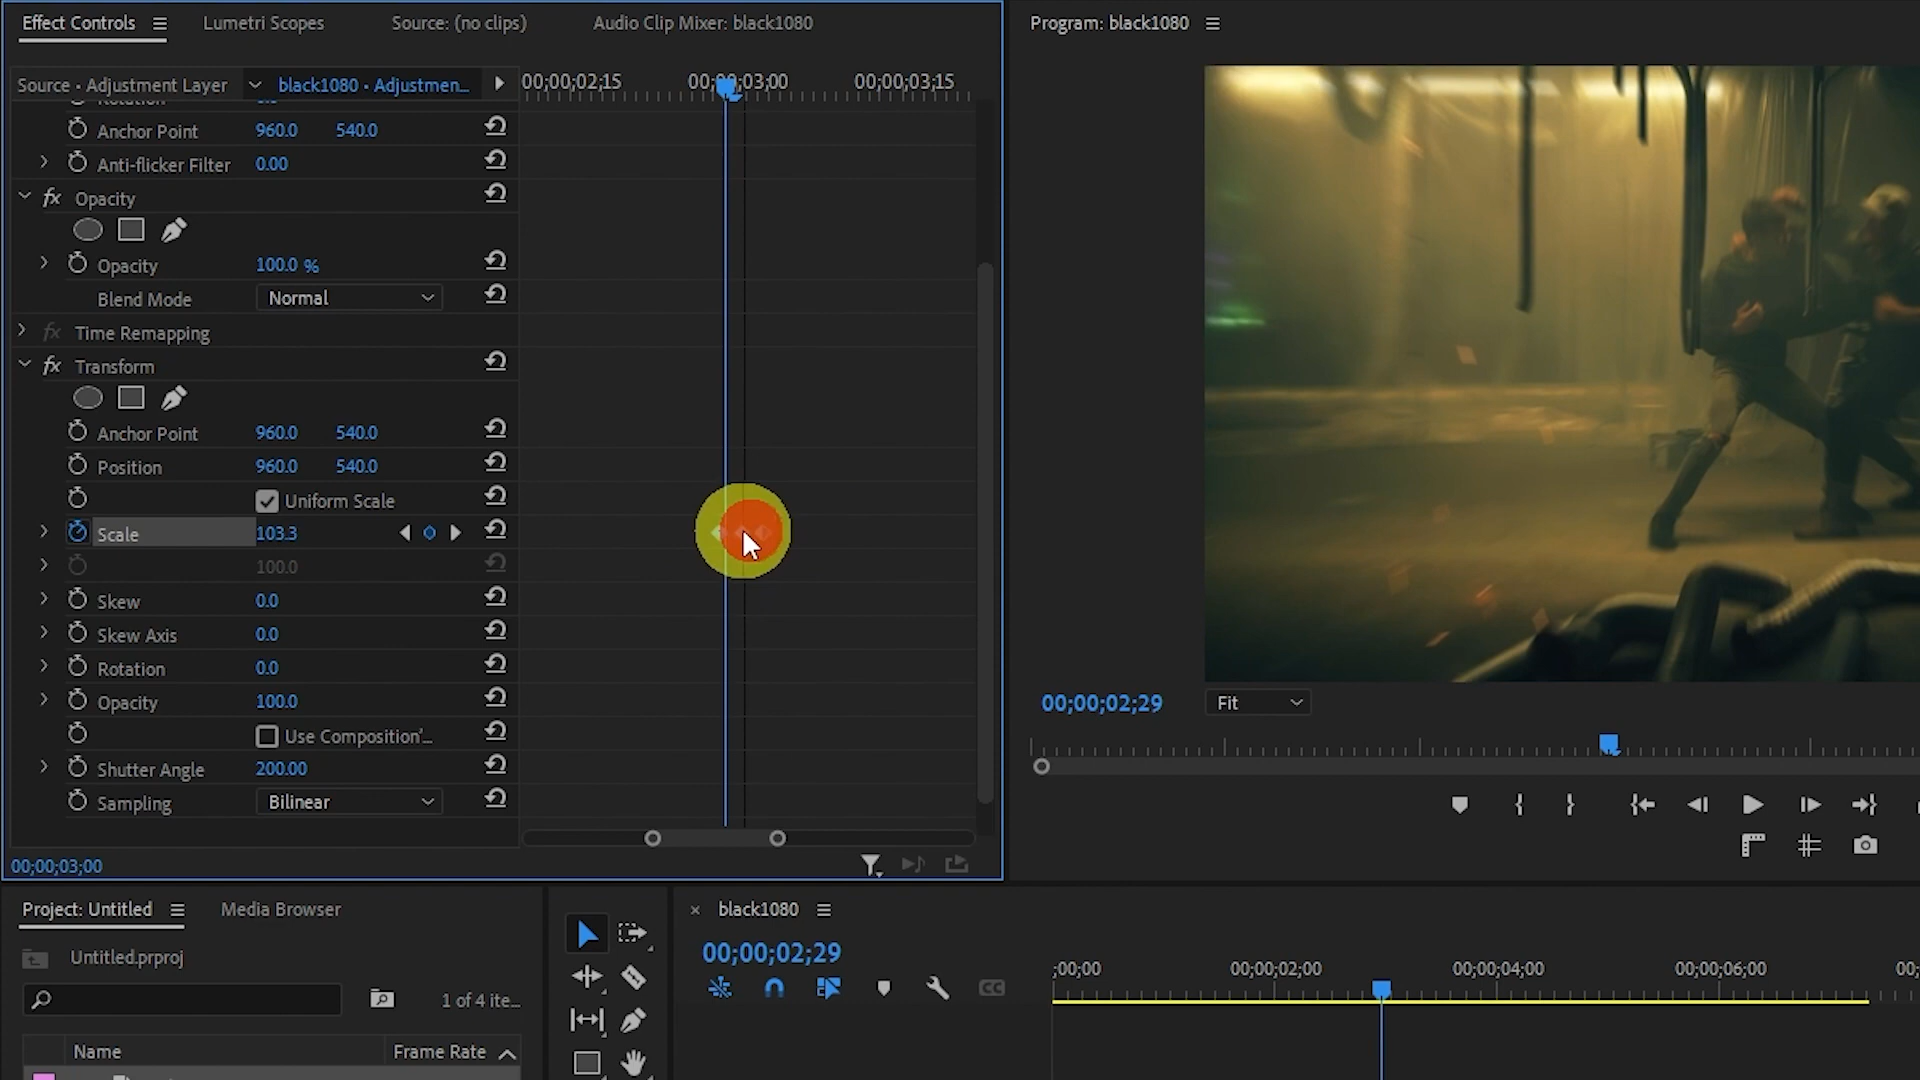 Effect Controls
Lumetri Scopes
Source: (no clips)
Audio Clip Mixer: black1080
Program: black1080
Source · Adjustment Layer
black1080 · Adjustmen...
00;00;02;15
00;00;03;00
00;00;03;15
Rotation
Anchor Point 960.0 540.0
Anti-flicker Filter 0.00
fx Opacity
Opacity 100.0 %
Blend Mode Normal
fx Time Remapping
fx Transform
Anchor Point 960.0 540.0
Position 960.0 540.0
Uniform Scale
Scale 103.3
100.0
Skew 0.0
Skew Axis 0.0
Rotation 0.0
Opacity 100.0
Use Composition'...
Shutter Angle 200.00
Sampling Bilinear
00;00;03;00
00;00;02;29
Fit
Project: Untitled
Media Browser
Untitled.prproj
1 of 4 ite...
Name
Frame Rate
black1080
00;00;02;29
CC
;00;00
00;00;02;00
00;00;04;00
00;00;06;00
00;